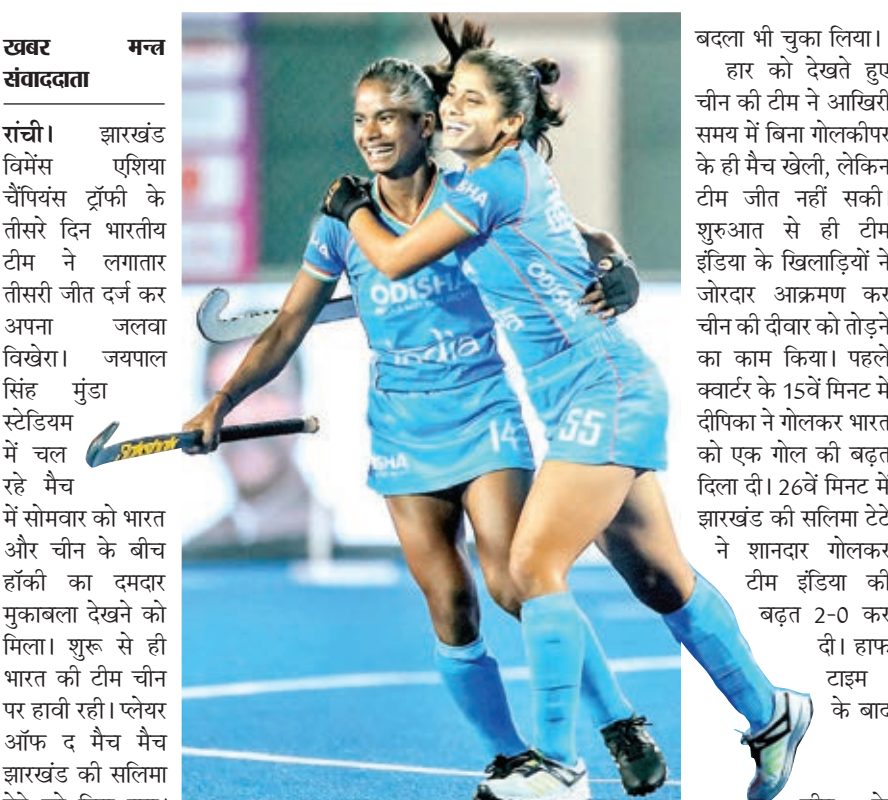 खबर मन्त्र
संवाददाता
रांची। झारखंड
विमेंस एशिया
चैंपियंस ट्रॉफी के
तीसरे दिन भारतीय
टीम ने लगातार
तीसरी जीत दर्ज कर
अपना जलवा
विखेरा। जयपाल
सिंह मुंडा
स्टेडियम
में चल
रहे मैच
में सोमवार को भारत
और चीन के बीच
हॉकी का दमदार
मुकाबला देखने को
मिला। शुरू से ही
भारत की टीम चीन
पर हावी रही। प्लेयर
ऑफ द मैच मैच
झारखंड की सलिमा
ODISHA
india
14
SHA
ODISHA
55
बदला भी चुका लिया।
हार को देखते हुए
चीन की टीम ने आखिरी
समय में बिना गोलकीपर
के ही मैच खेली, लेकिन
टीम जीत नहीं सकी।
शुरुआत से ही टीम
इंडिया के खिलाड़ियों ने
जोरदार आक्रमण कर
चीन की दीवार को तोड़ने
का काम किया। पहले
क्वार्टर के 15वें मिनट में
दीपिका ने गोलकर भारत
को एक गोल की बढ़त
दिला दी। 26वें मिनट में
झारखंड की सलिमा टेटे
ने शानदार गोलकर
टीम इंडिया की
बढ़त 2-0 कर
दी। हाफ
टाइम
के बाद